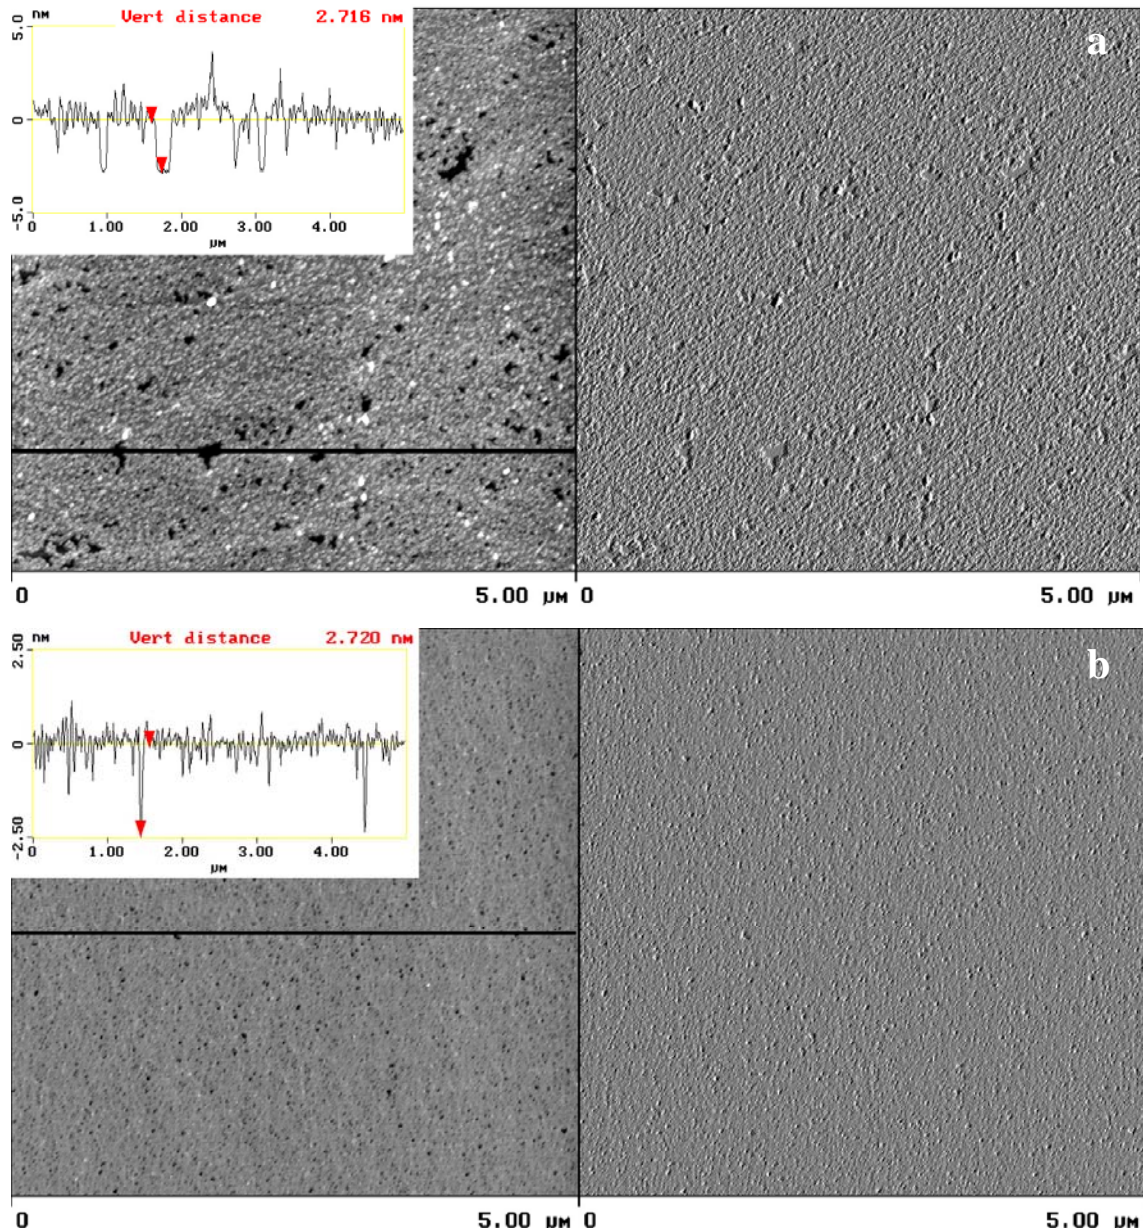 nm Vert distance 2.716 nm
5.0
a
0
-5.0
0 1.00 2.00 3.00 4.00
μM
0 5.00 μM 0 5.00 μM
nm Vert distance 2.720 nm
2.50
b
0
-2.50
0 1.00 2.00 3.00 4.00
μM
0 5.00 μM 0 5.00 μM